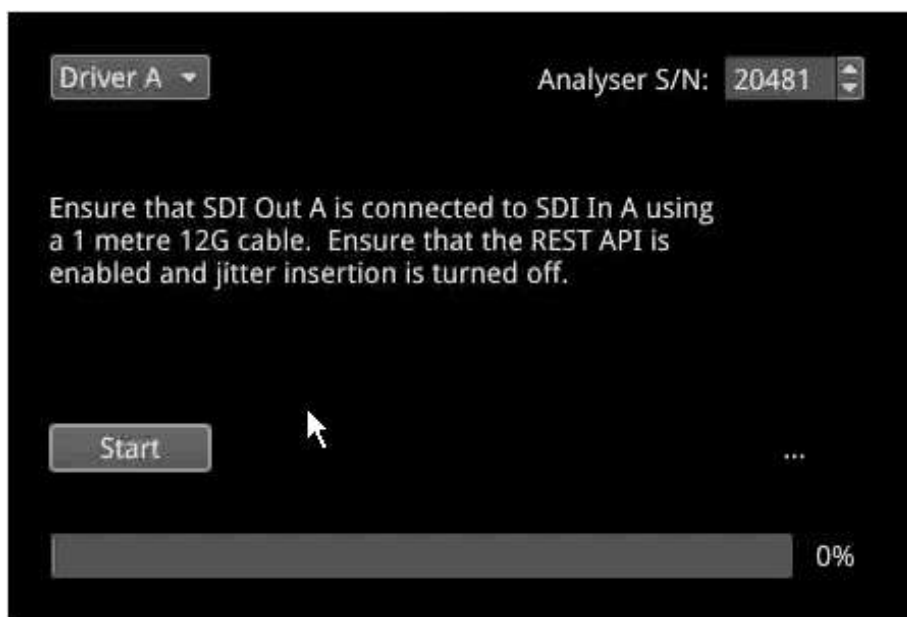 Driver A
Analyser S/N: 20481
Ensure that SDI Out A is connected to SDI In A using
a 1 metre 12G cable.  Ensure that the REST API is
enabled and jitter insertion is turned off.
Start
...
0%